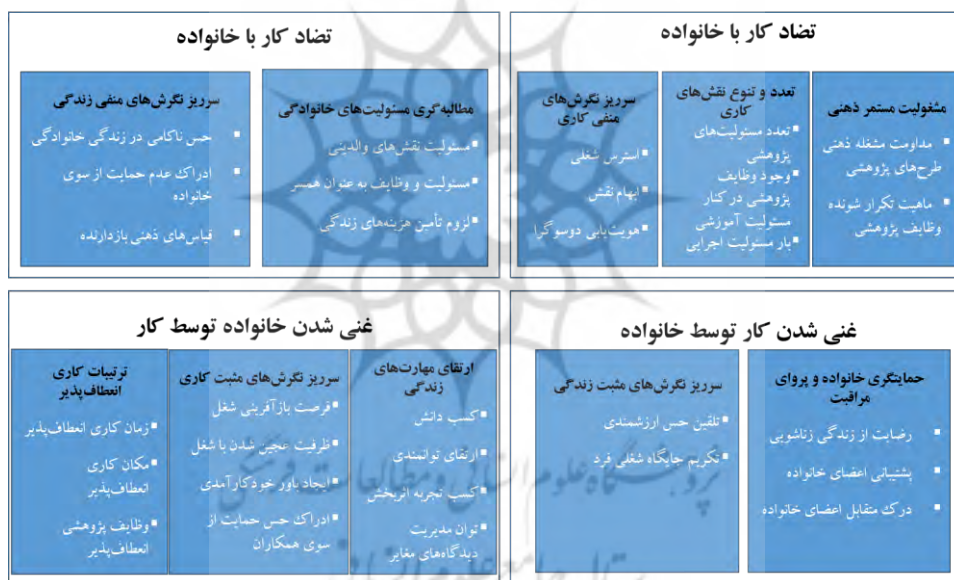 تضاد کار با خانواده
مشغولیت مستمر ذهنی
مداومت مشغله ذهنی
طرح‌های پژوهشی
ماهیت تکرار شونده
وظایف پژوهشی
تعدد و تنوع نقش‌های
کاری
تعدد مسئولیت‌های
پژوهشی
وجود وظایف
پژوهشی در کنار
مسئولیت آموزشی
بار مسئولیت اجرایی
سرریز نگرش‌های
منفی کاری
استرس شغلی
ابهام نقش
هویت‌یابی دوسوگرا
تضاد کار با خانواده
مطالبه‌گری مسئولیت‌های خانوادگی
مسئولیت نقش‌های والدینی
مسئولیت و وظایف به عنوان همسر
لزوم تأمین هزینه‌های زندگی
سرریز نگرش‌های منفی زندگی
حس ناکامی در زندگی خانوادگی
ادراک عدم حمایت از سوی
خانواده
قیاس‌های ذهنی بازدارنده
غنی شدن کار توسط خانواده
حمایتگری خانواده و پروای
مراقبت
رضایت از زندگی زناشویی
پشتیبانی اعضای خانواده
درک متقابل اعضای خانواده
سرریز نگرش‌های مثبت زندگی
تلقین حس ارزشمندی
تکریم جایگاه شغلی فرد
غنی شدن خانواده توسط کار
ارتقای مهارت‌های
زندگی
کسب دانش
ارتقای توانمندی
کسب تجربه اثربخش
توان مدیریت
دیدگاه‌های مغایر
سرریز نگرش‌های مثبت کاری
فرصت بازآفرینی شغل
ظرفیت عجین شدن با شغل
ایجاد باور خودکارآمدی
ادراک حس حمایت از
سوی همکاران
ترتیبات کاری
انعطاف‌پذیر
زمان کاری انعطاف‌پذیر
مکان کاری
انعطاف‌پذیر
وظایف پژوهشی
انعطاف‌پذیر
پژوهشگاه علوم انسانی و مطالعات فرهنگی